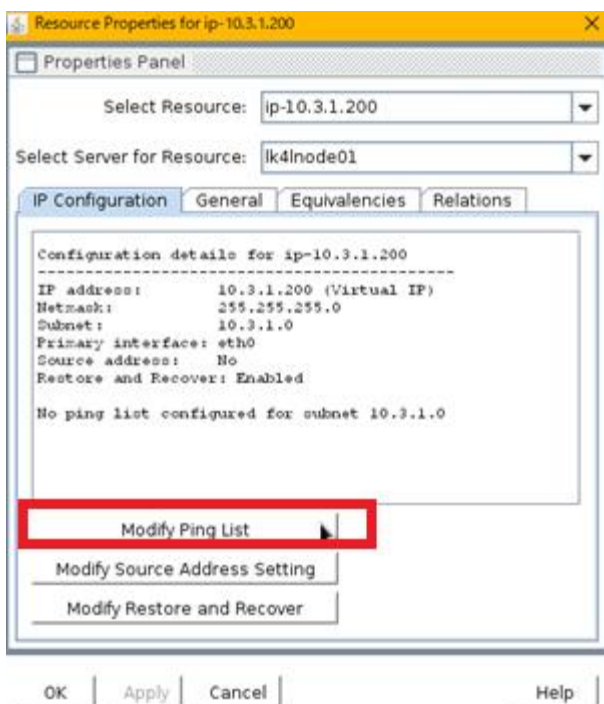 Resource Properties for ip-10.3.1.200
Properties Panel
Select Resource: ip-10.3.1.200
Select Server for Resource: lk4lnode01
IP Configuration General Equivalencies Relations
Configuration details for ip-10.3.1.200
-----------------------------------------------
IP address: 10.3.1.200 (Virtual IP)
Netmask: 255.255.255.0
Subnet: 10.3.1.0
Primary interface: eth0
Source address: No
Restore and Recover: Enabled
No ping list configured for subnet 10.3.1.0
Modify Ping List
Modify Source Address Setting
Modify Restore and Recover
OK Apply Cancel Help